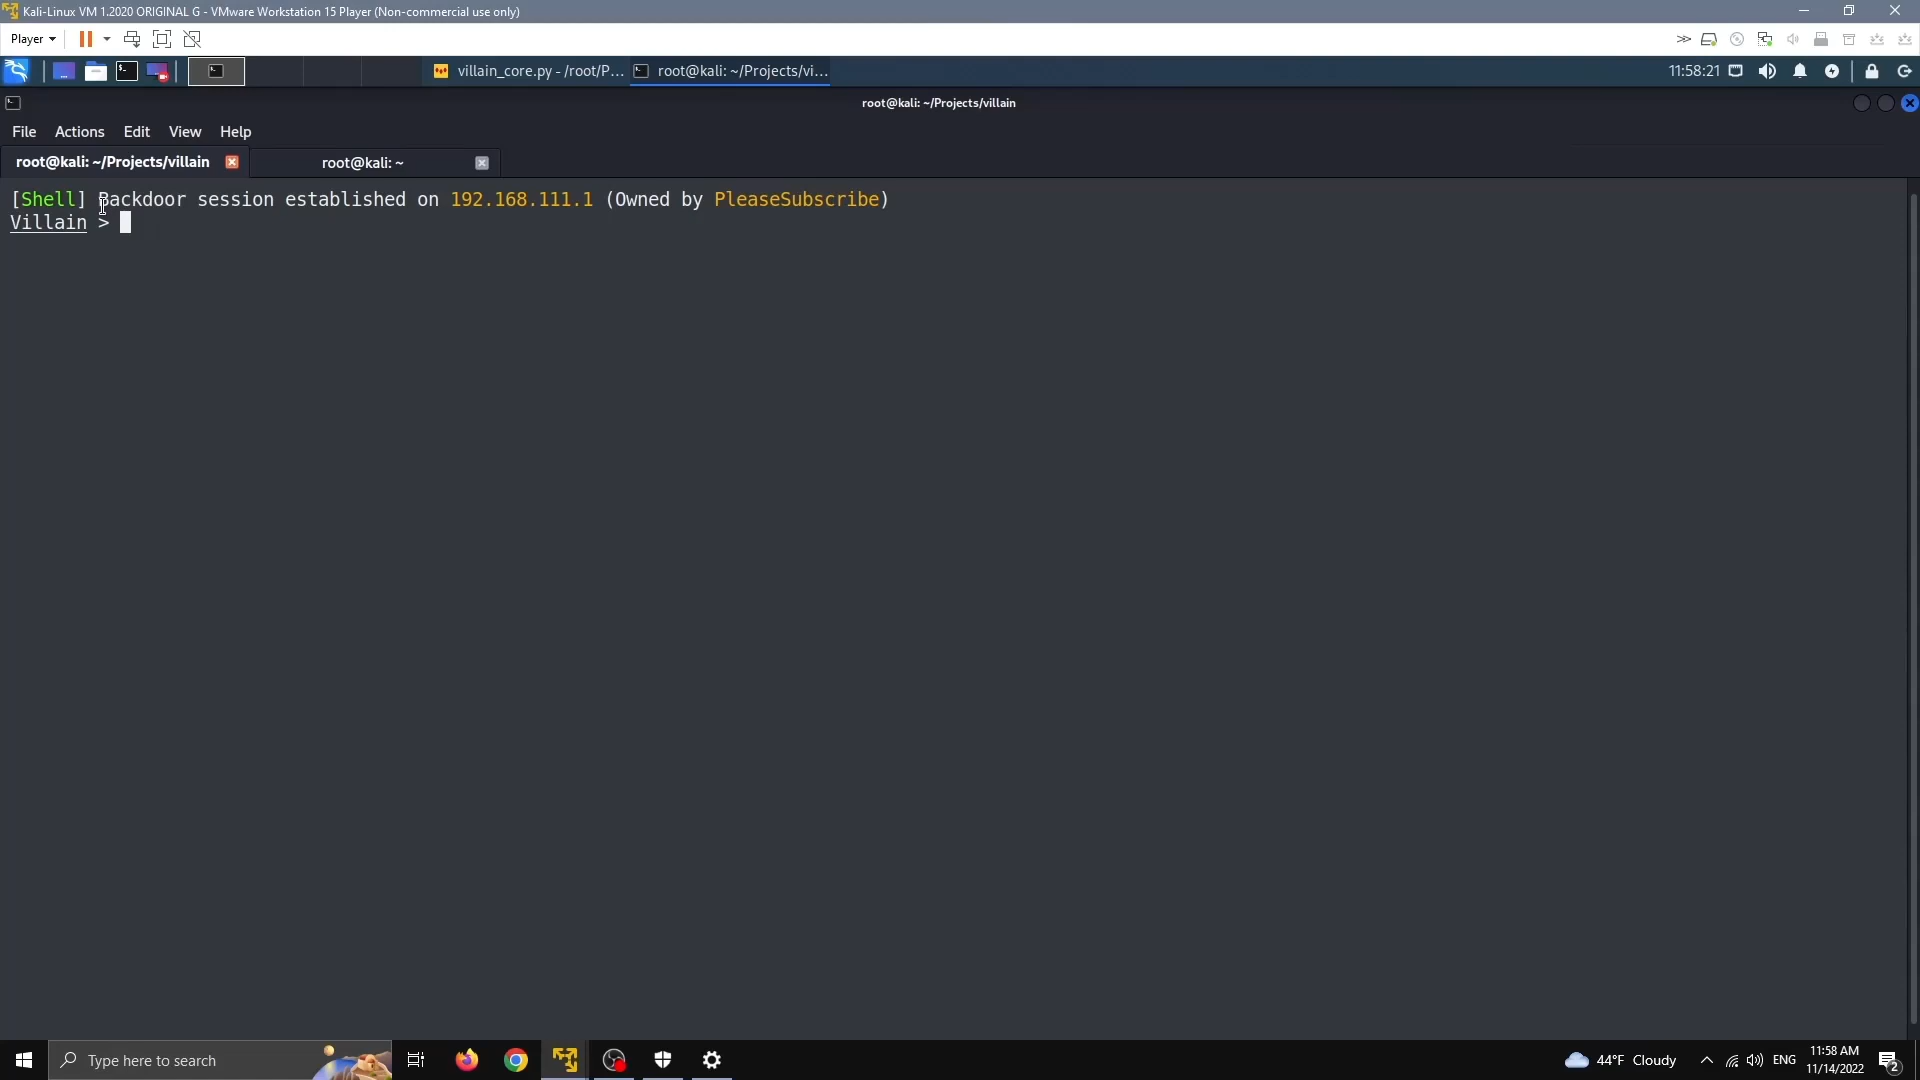 Kali-Linux VM 1.2020 ORIGINAL G - VMware Workstation 15 Player (Non-commercial use only)
Player
villain_core.py - /root/P...
root@kali: ~/Projects/vi...
11:58:21
root@kali: ~/Projects/villain
File Actions Edit View Help
root@kali: ~/Projects/villain
root@kali: ~
[Shell] Backdoor session established on 192.168.111.1 (Owned by PleaseSubscribe)
Villain >
Type here to search
44°F Cloudy
ENG
11:58 AM
11/14/2022
2